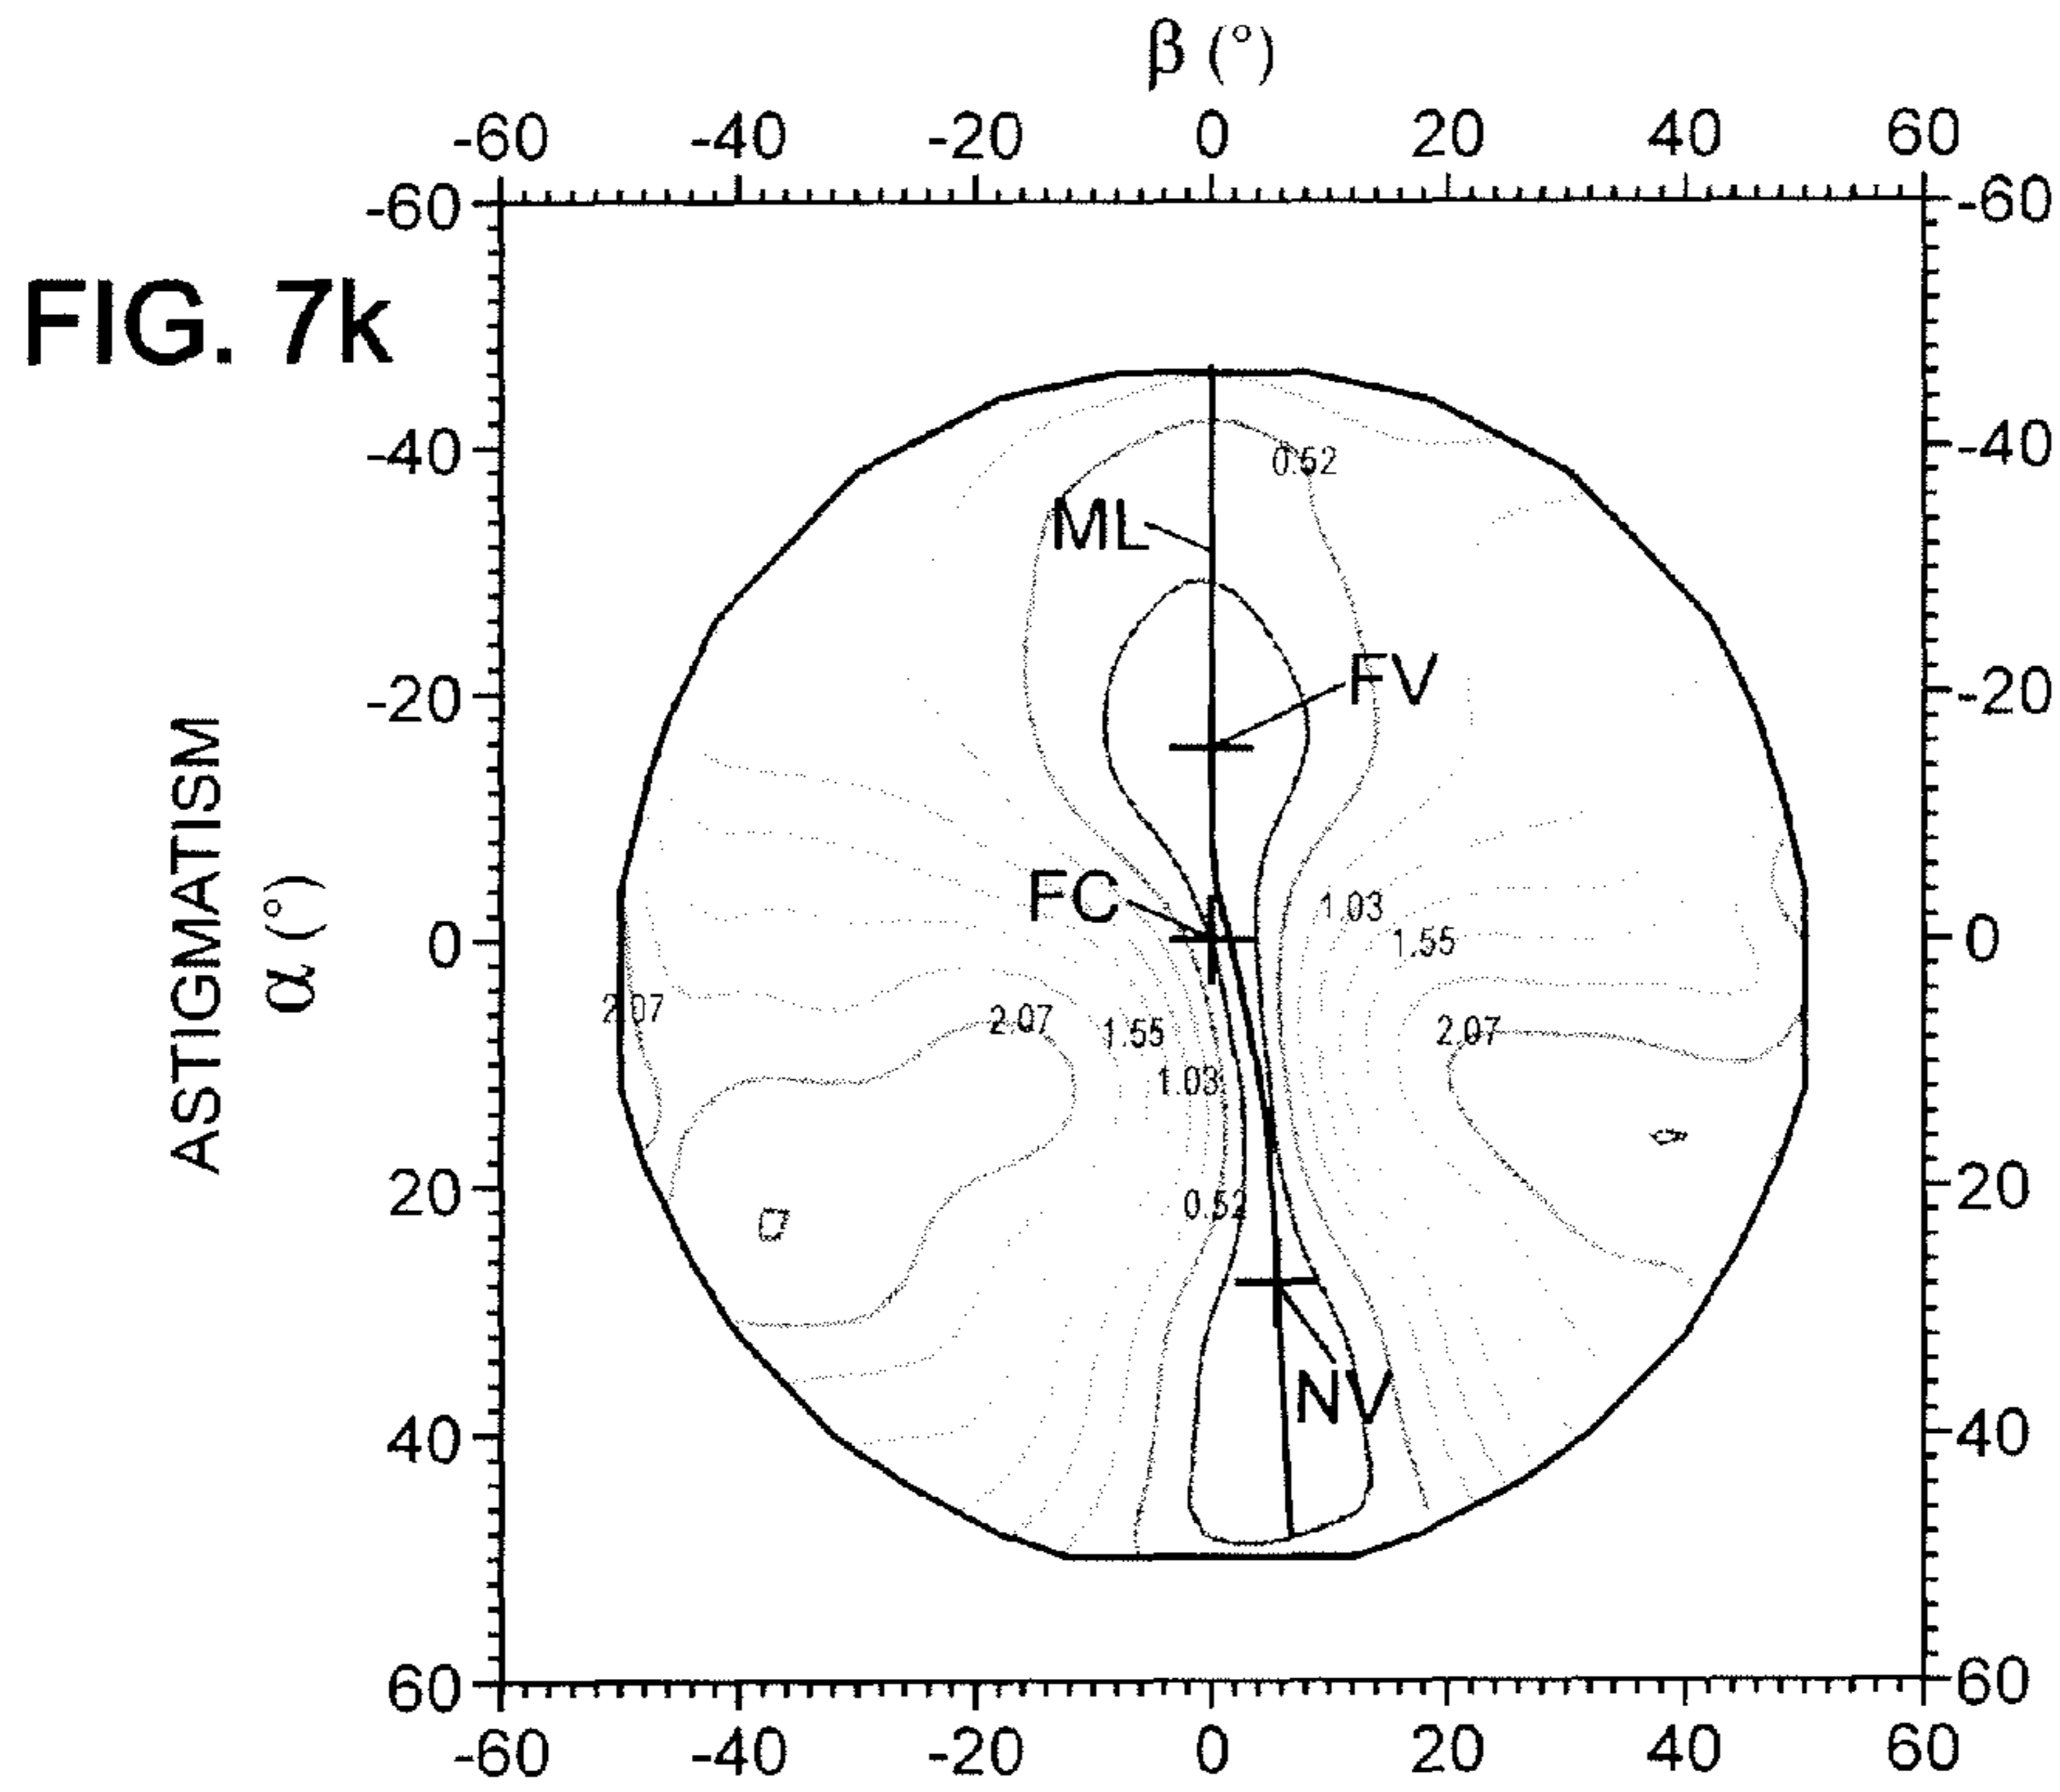 β (°)
-60 -40 -20 0 20 40 60
-60 -60
FIG. 7k
-40 -40
0.52
ML
FV
-20 -20
ASTIGMATISM
α (°)
FC
1.03
0 0
1.55
2.07 2.07 1.55 2.07
1.03
20 0.52 20
NV
40 40
60 60
-60 -40 -20 0 20 40 60